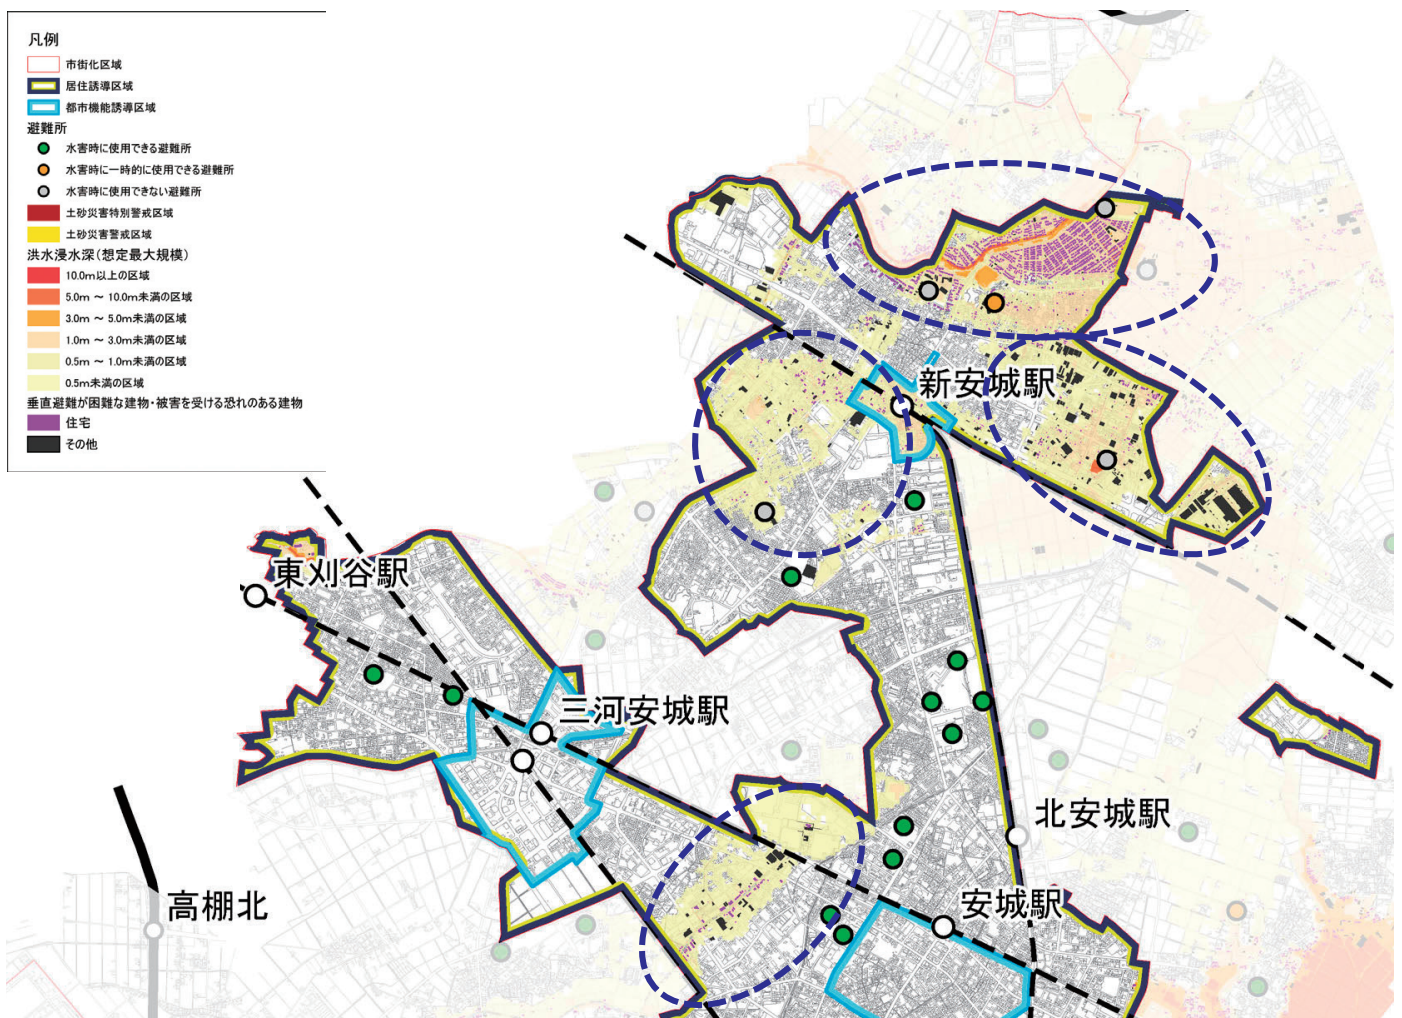 凡例
市街化区域
居住誘導区域
都市機能誘導区域
避難所
水害時に使用できる避難所
水害時に一時的に使用できる避難所
水害時に使用できない避難所
土砂災害特別警戒区域
土砂災害警戒区域
洪水浸水深(想定最大規模)
10.0m以上の区域
5.0m ～ 10.0m未満の区域
3.0m ～ 5.0m未満の区域
1.0m ～ 3.0m未満の区域
0.5m ～ 1.0m未満の区域
0.5m未満の区域
垂直避難が困難な建物・被害を受ける恐れのある建物
住宅
その他
新安城駅
東刈谷駅
三河安城駅
北安城駅
高棚北
安城駅